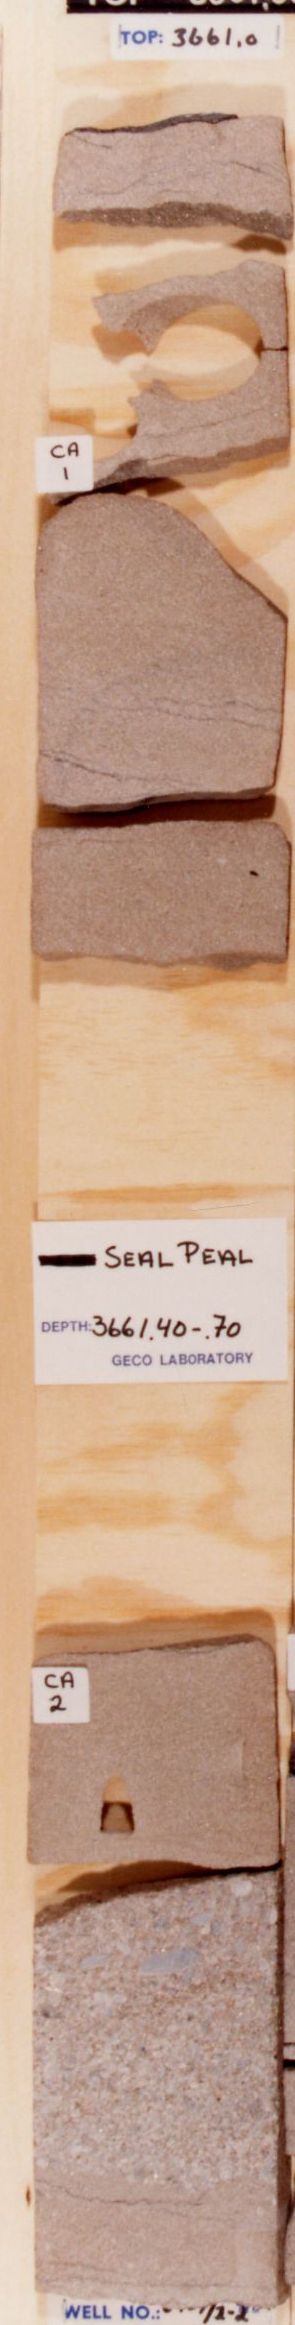 TOP: 3661,0
CA
1
SEAL PEAL
DEPTH: 3661.40-.70
GECO LABORATORY
CA
2
WELL NO.: